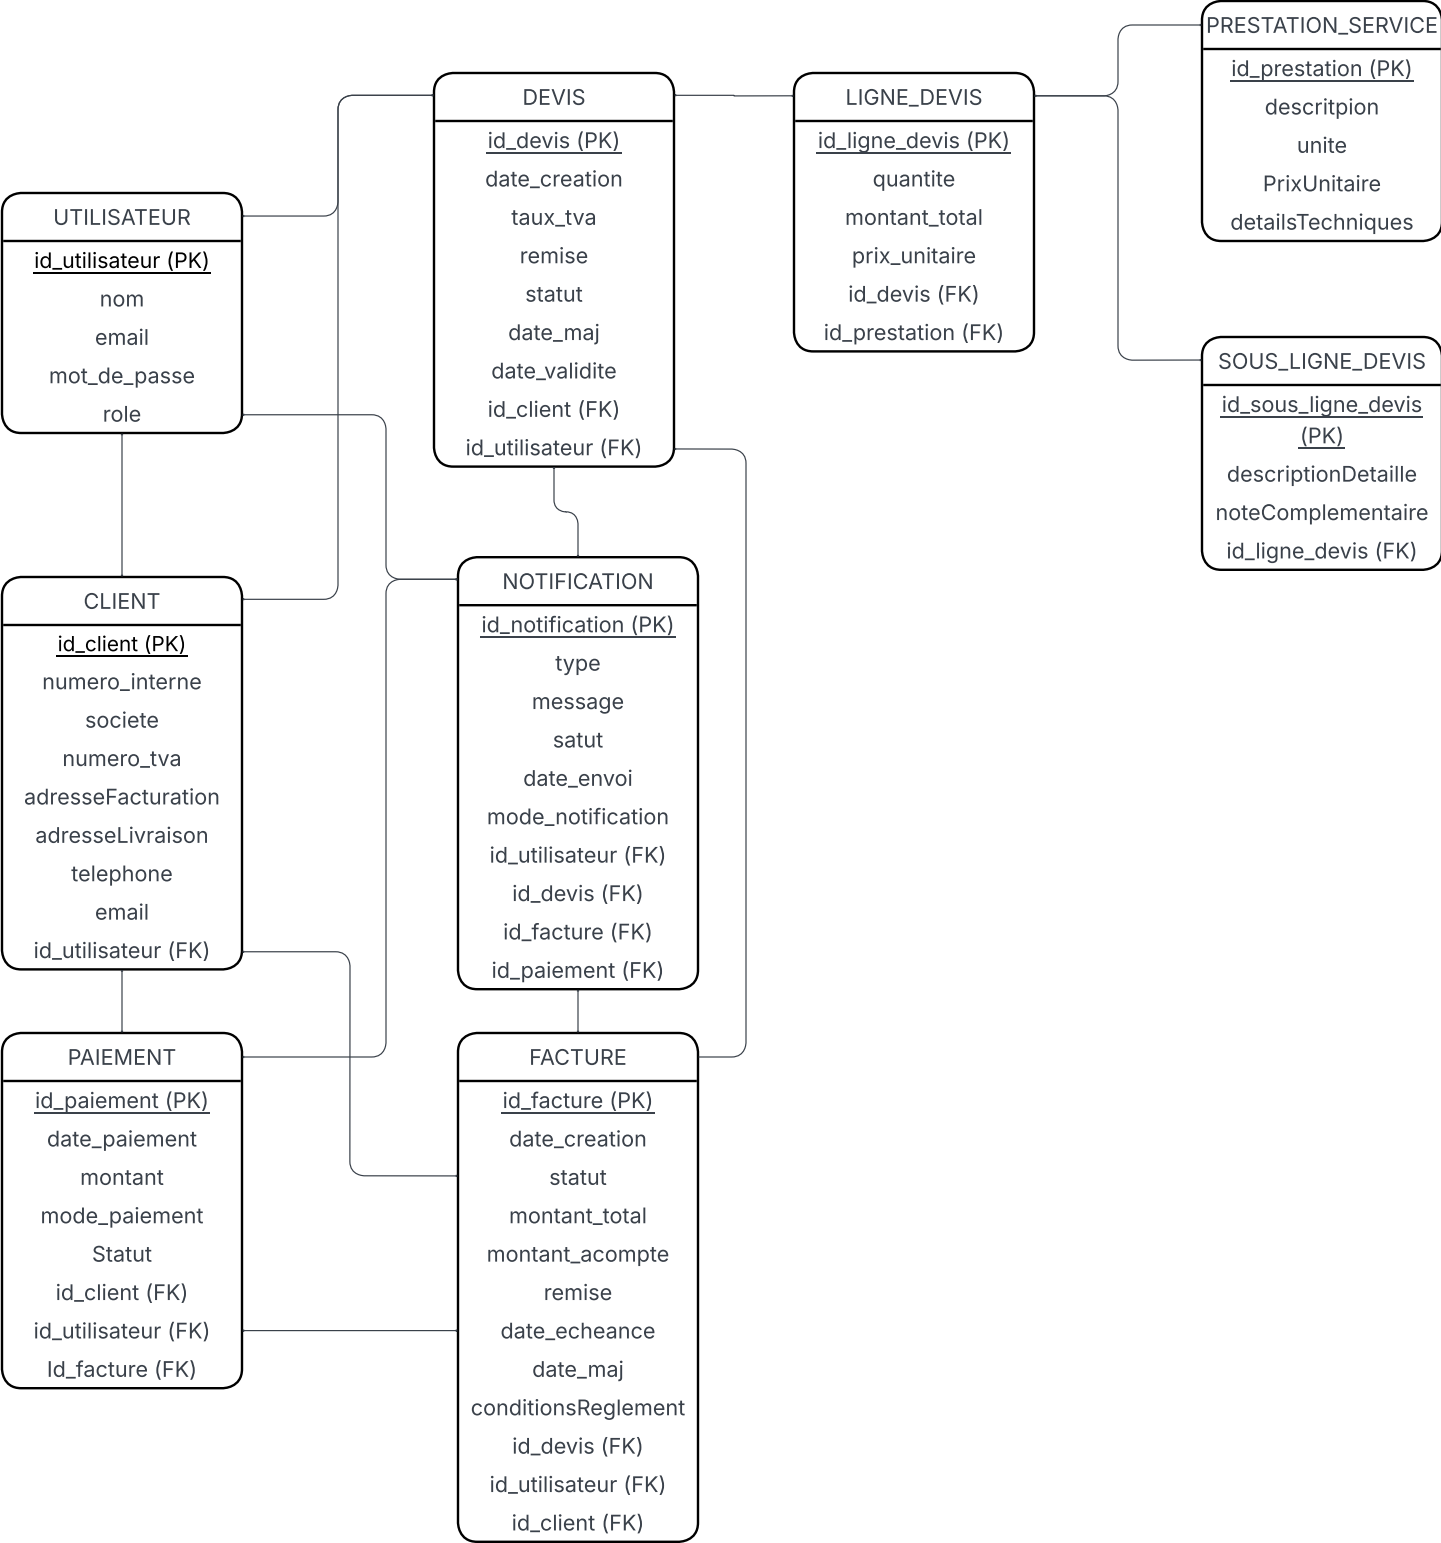 PRESTATION_SERVICE
id_prestation (PK)
descritpion
unite
PrixUnitaire
detailsTechniques
DEVIS
id_devis (PK)
date_creation
taux_tva
remise
statut
date_maj
date_validite
id_client (FK)
id_utilisateur (FK)
LIGNE_DEVIS
id_ligne_devis (PK)
quantite
montant_total
prix_unitaire
id_devis (FK)
id_prestation (FK)
UTILISATEUR
id_utilisateur (PK)
nom
email
mot_de_passe
role
SOUS_LIGNE_DEVIS
id_sous_ligne_devis
(PK)
descriptionDetaille
noteComplementaire
id_ligne_devis (FK)
CLIENT
id_client (PK)
numero_interne
societe
numero_tva
adresseFacturation
adresseLivraison
telephone
email
id_utilisateur (FK)
NOTIFICATION
id_notification (PK)
type
message
satut
date_envoi
mode_notification
id_utilisateur (FK)
id_devis (FK)
id_facture (FK)
id_paiement (FK)
PAIEMENT
id_paiement (PK)
date_paiement
montant
mode_paiement
Statut
id_client (FK)
id_utilisateur (FK)
Id_facture (FK)
FACTURE
id_facture (PK)
date_creation
statut
montant_total
montant_acompte
remise
date_echeance
date_maj
conditionsReglement
id_devis (FK)
id_utilisateur (FK)
id_client (FK)